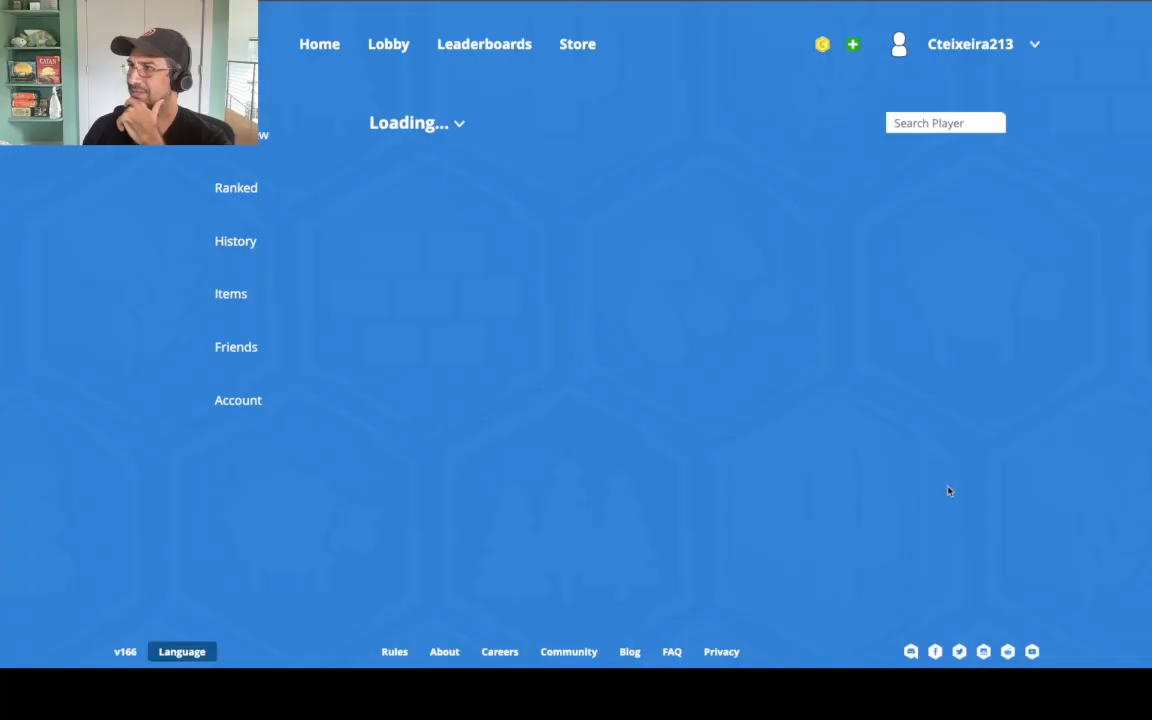 Home Lobby Leaderboards Store Cteixeira213
CATAN
w Loading... Search Player
Ranked
History
Items
Friends
Account
v166 Language Rules About Careers Community Blog FAQ Privacy